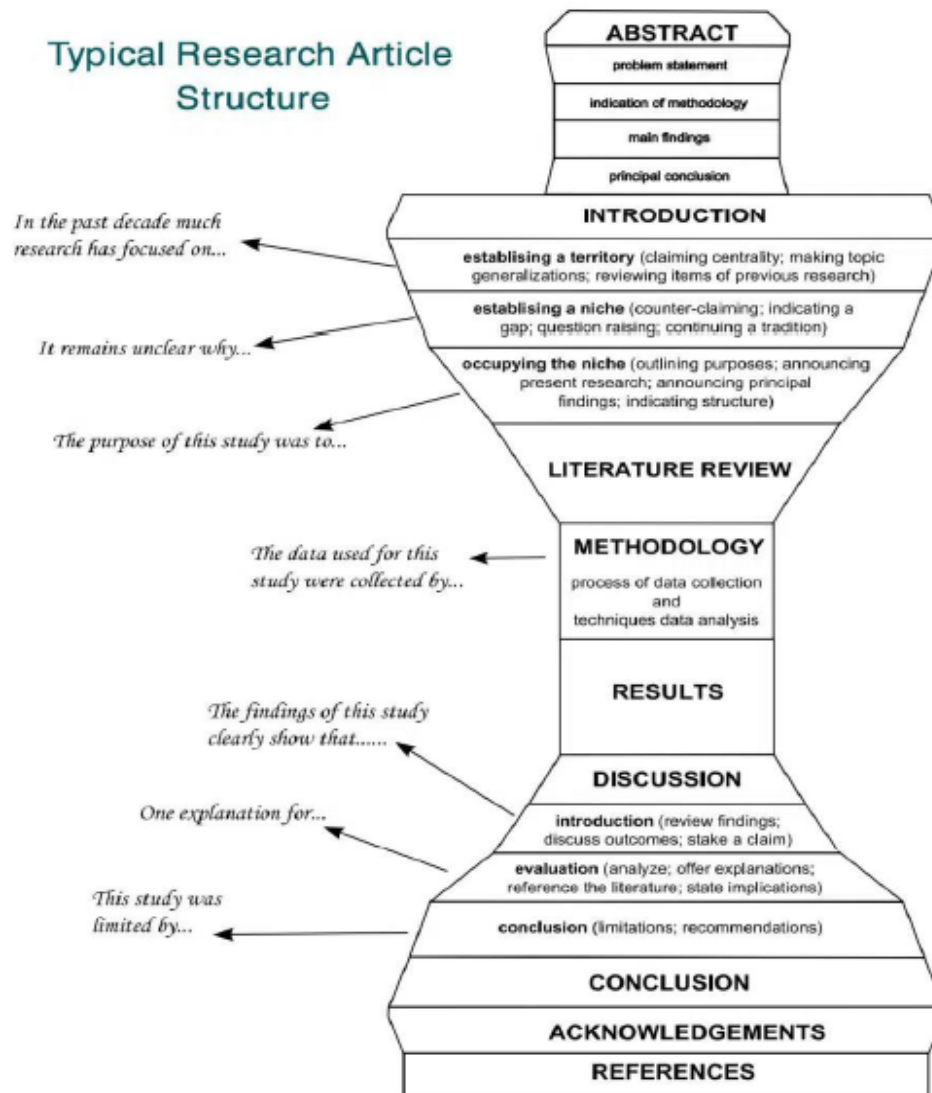 Typical Research Article
Structure
ABSTRACT
problem statement
indication of methodology
main findings
principal conclusion
INTRODUCTION
In the past decade much
research has focused on...
establising a territory (claiming centrality; making topic
generalizations; reviewing items of previous research)
establising a niche (counter-claiming; indicating a
gap; question raising; continuing a tradition)
It remains unclear why...
occupying the niche (outlining purposes; announcing
present research; announcing principal
findings; indicating structure)
The purpose of this study was to...
LITERATURE REVIEW
METHODOLOGY
The data used for this
study were collected by...
process of data collection
and
techniques data analysis
RESULTS
The findings of this study
clearly show that......
DISCUSSION
introduction (review findings;
discuss outcomes; stake a claim)
One explanation for...
evaluation (analyze; offer explanations;
reference the literature; state implications)
This study was
limited by...
conclusion (limitations; recommendations)
CONCLUSION
ACKNOWLEDGEMENTS
REFERENCES